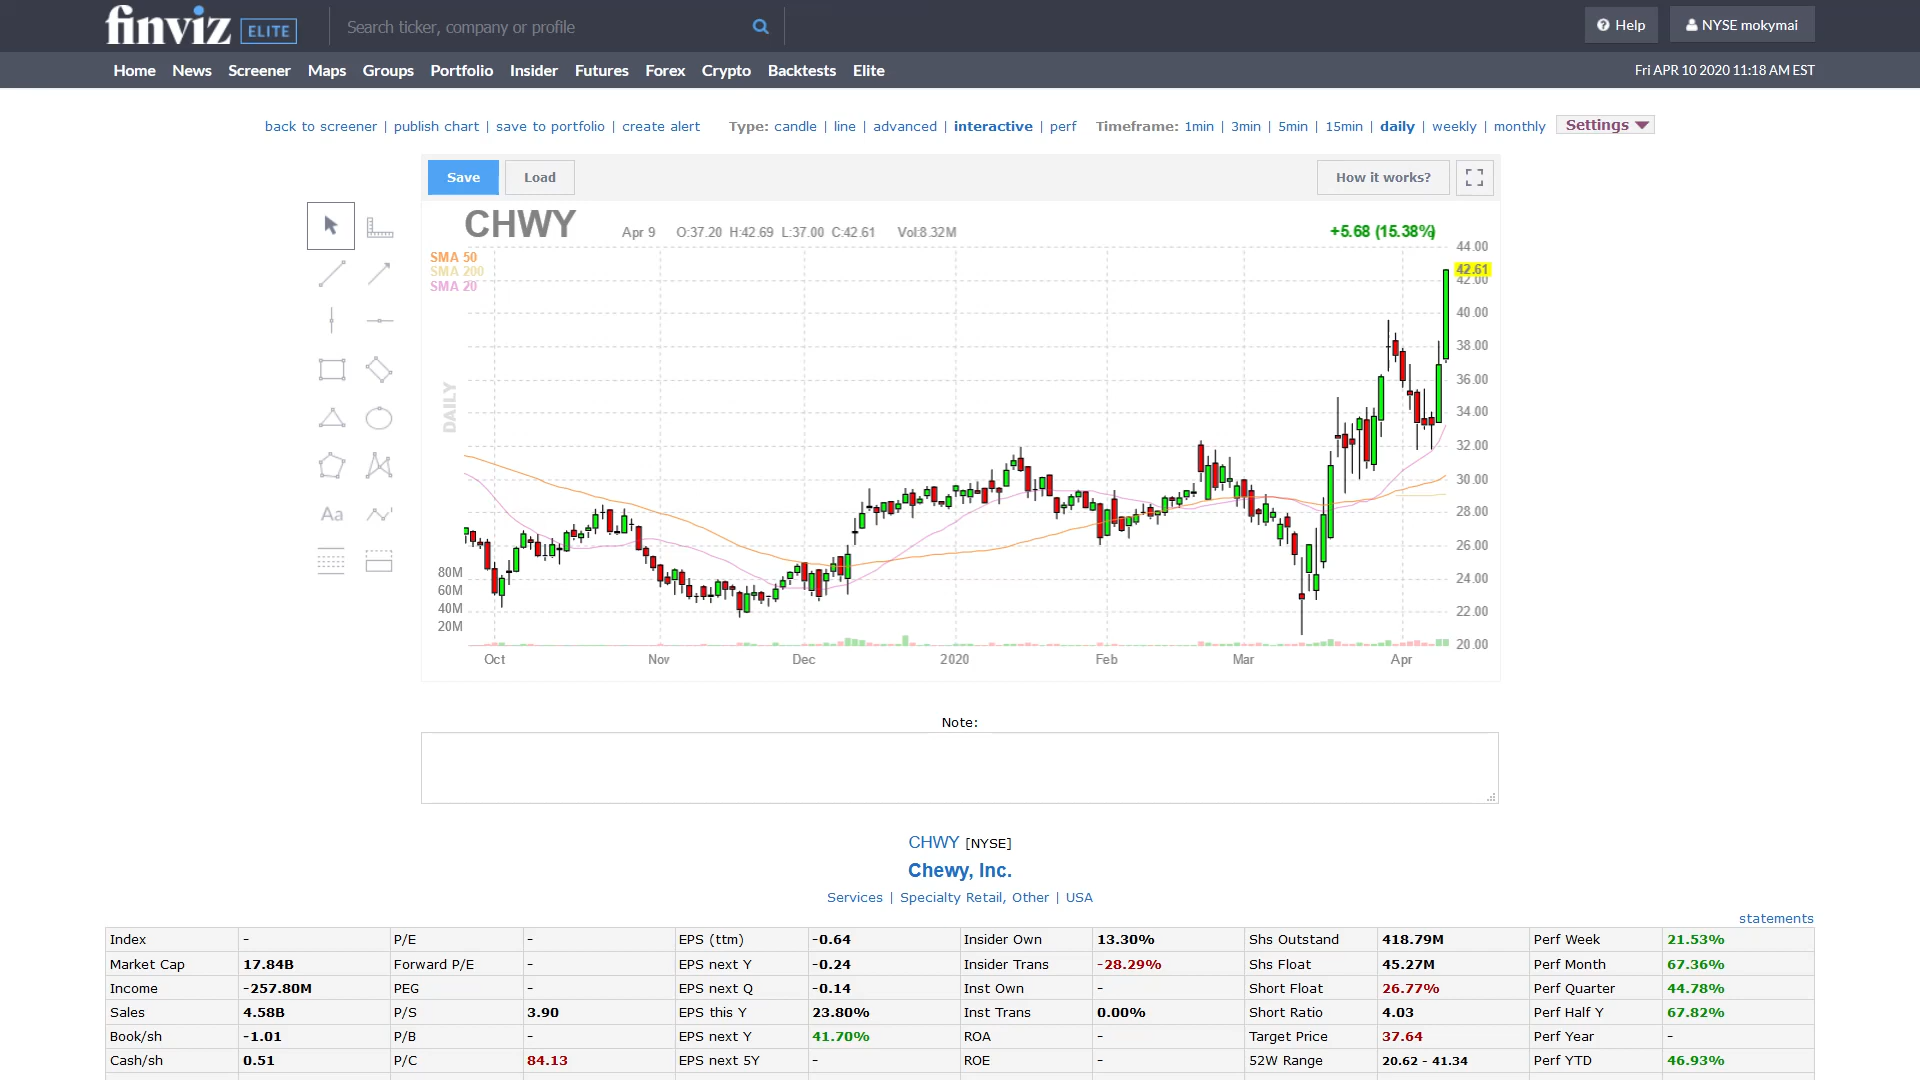 finviz ELITE Search ticker, company or profile Help NYSE mokymai
Home News Screener Maps Groups Portfolio Insider Futures Forex Crypto Backtests Elite Fri APR 10 2020 11:18 AM EST
back to screener | publish chart | save to portfolio | create alert Type: candle | line | advanced | interactive | perf Timeframe: 1min | 3min | 5min | 15min | daily | weekly | monthly Settings
Save Load How it works?
CHWY Apr 9 O:37.20 H:42.69 L:37.00 C:42.61 Vol:8.32M +5.68 (15.38%)
44.00
SMA 50
SMA 200
SMA 20
42.61
42.00
40.00
38.00
36.00
DAILY
34.00
32.00
30.00
28.00
Aa
26.00
80M
24.00
60M
40M
22.00
20M
20.00
Oct Nov Dec 2020 Feb Mar Apr
Note:
CHWY [NYSE]
Chewy, Inc.
Services | Specialty Retail, Other | USA
statements
Index - P/E - EPS (ttm) -0.64 Insider Own 13.30% Shs Outstand 418.79M Perf Week 21.53%
Market Cap 17.84B Forward P/E - EPS next Y -0.24 Insider Trans -28.29% Shs Float 45.27M Perf Month 67.36%
Income -257.80M PEG - EPS next Q -0.14 Inst Own - Short Float 26.77% Perf Quarter 44.78%
Sales 4.58B P/S 3.90 EPS this Y 23.80% Inst Trans 0.00% Short Ratio 4.03 Perf Half Y 67.82%
Book/sh -1.01 P/B - EPS next Y 41.70% ROA - Target Price 37.64 Perf Year -
Cash/sh 0.51 P/C 84.13 EPS next 5Y - ROE - 52W Range 20.62 - 41.34 Perf YTD 46.93%